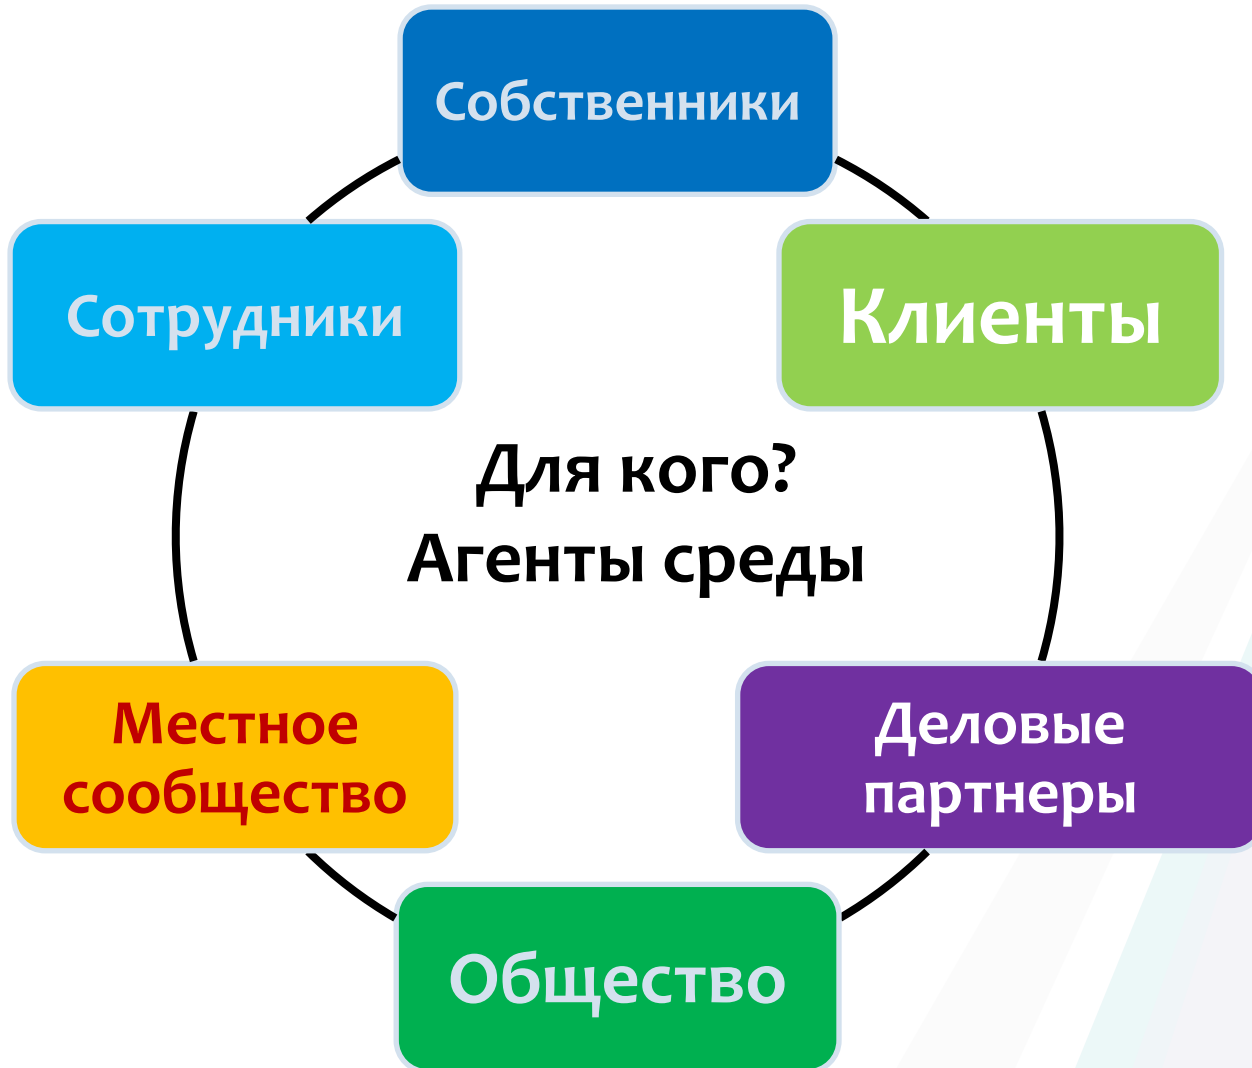 Собственники
Сотрудники
Клиенты
Для кого?
Агенты среды
Местное
сообщество
Деловые
партнеры
Общество